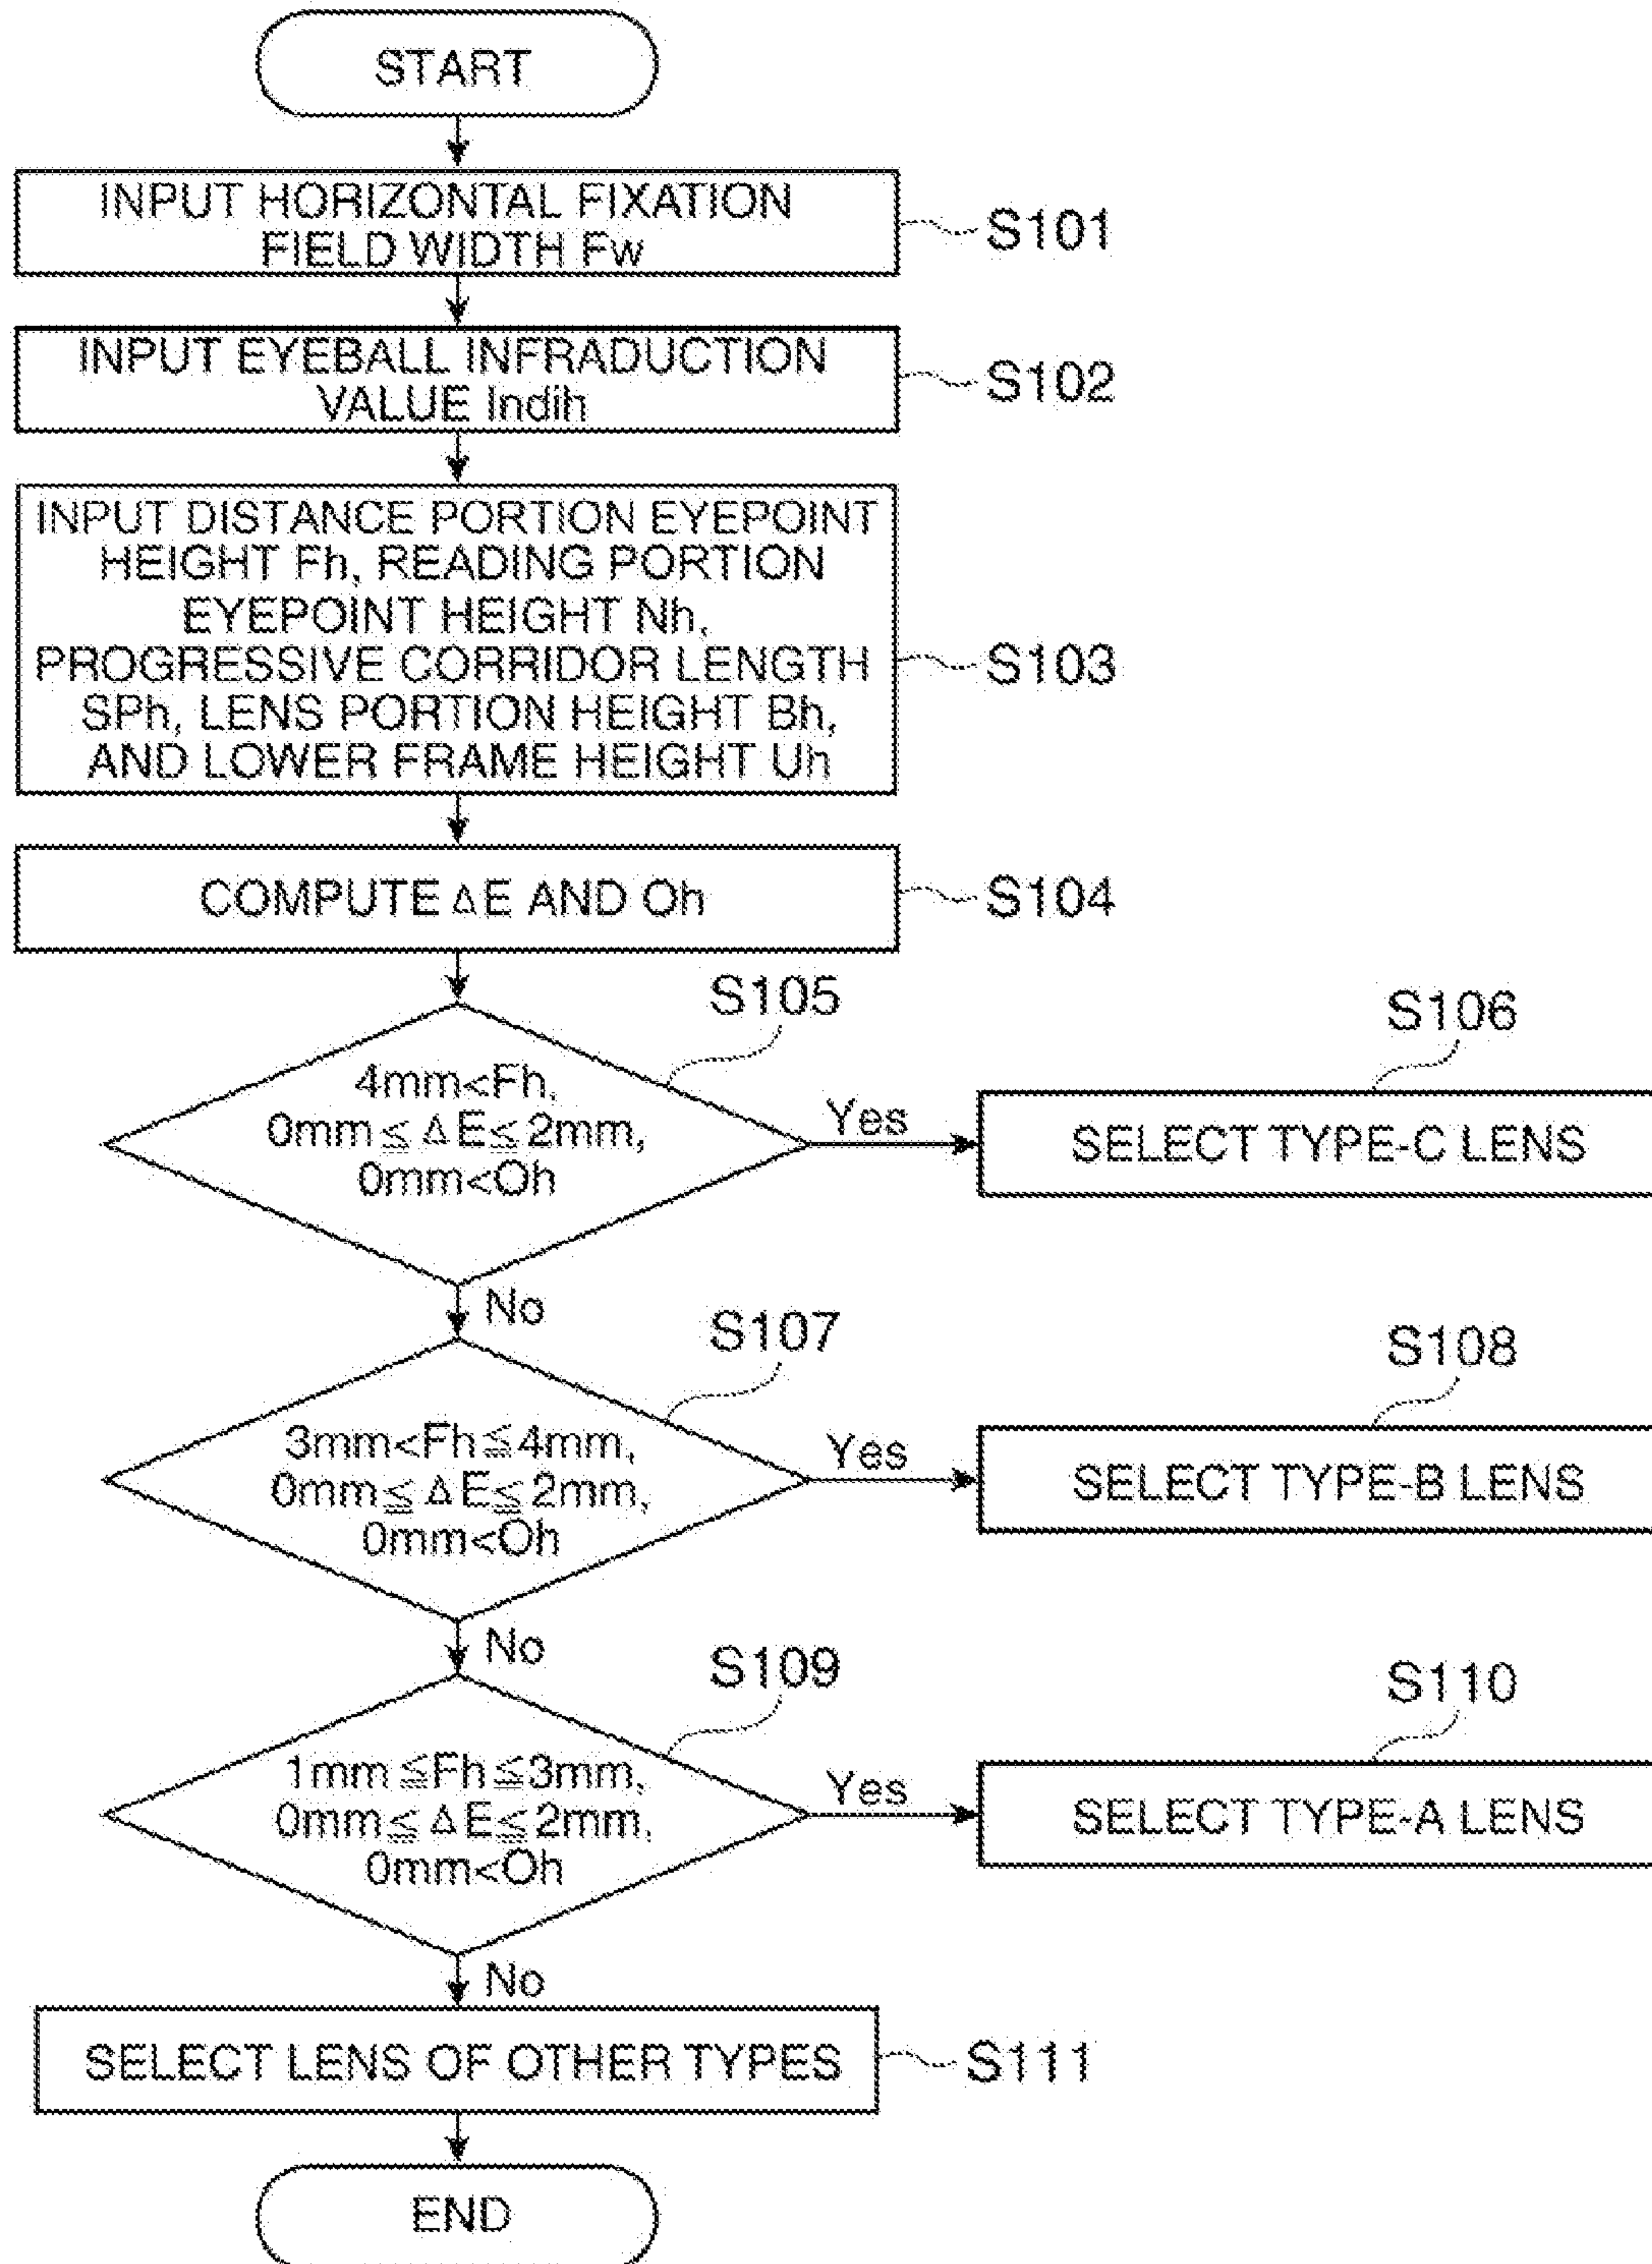 START
INPUT HORIZONTAL FIXATION
FIELD WIDTH Fw
S101
INPUT EYEBALL INFRADUCTION
VALUE Indih
S102
INPUT DISTANCE PORTION EYEPOINT
HEIGHT Fh, READING PORTION
EYEPOINT HEIGHT Nh,
PROGRESSIVE CORRIDOR LENGTH
SPh, LENS PORTION HEIGHT Bh,
AND LOWER FRAME HEIGHT Uh
S103
COMPUTE ΔE AND Oh
S104
S105
4mm<Fh,
0mm≦ΔE≦2mm,
0mm<Oh
Yes
S106
SELECT TYPE-C LENS
No
S107
3mm<Fh≦4mm,
0mm≦ΔE≦2mm,
0mm<Oh
Yes
S108
SELECT TYPE-B LENS
No
S109
1mm≦Fh≦3mm,
0mm≦ΔE≦2mm,
0mm<Oh
Yes
S110
SELECT TYPE-A LENS
No
SELECT LENS OF OTHER TYPES
S111
END